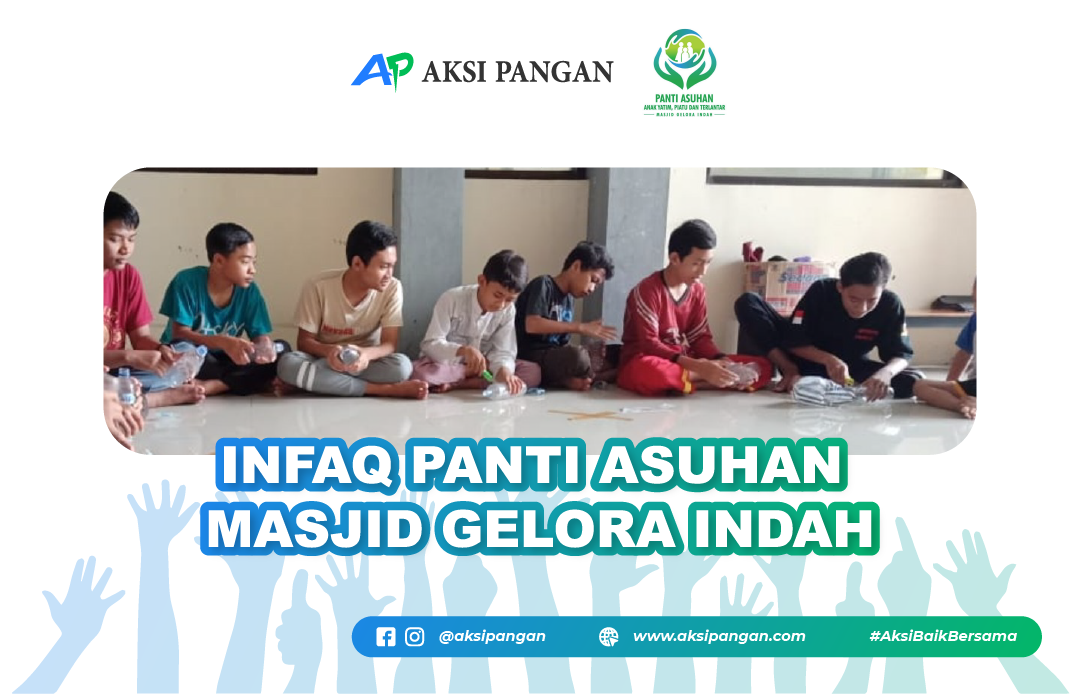 AP AKSI PANGAN
PANTI ASUHAN
ANAK YATIM, PIATU DAN TERLANTAR
MASJID GELORA INDAH
INFAQ PANTI ASUHAN
MASJID GELORA INDAH
@aksipangan
www.aksipangan.com
#AksiBaikBersama